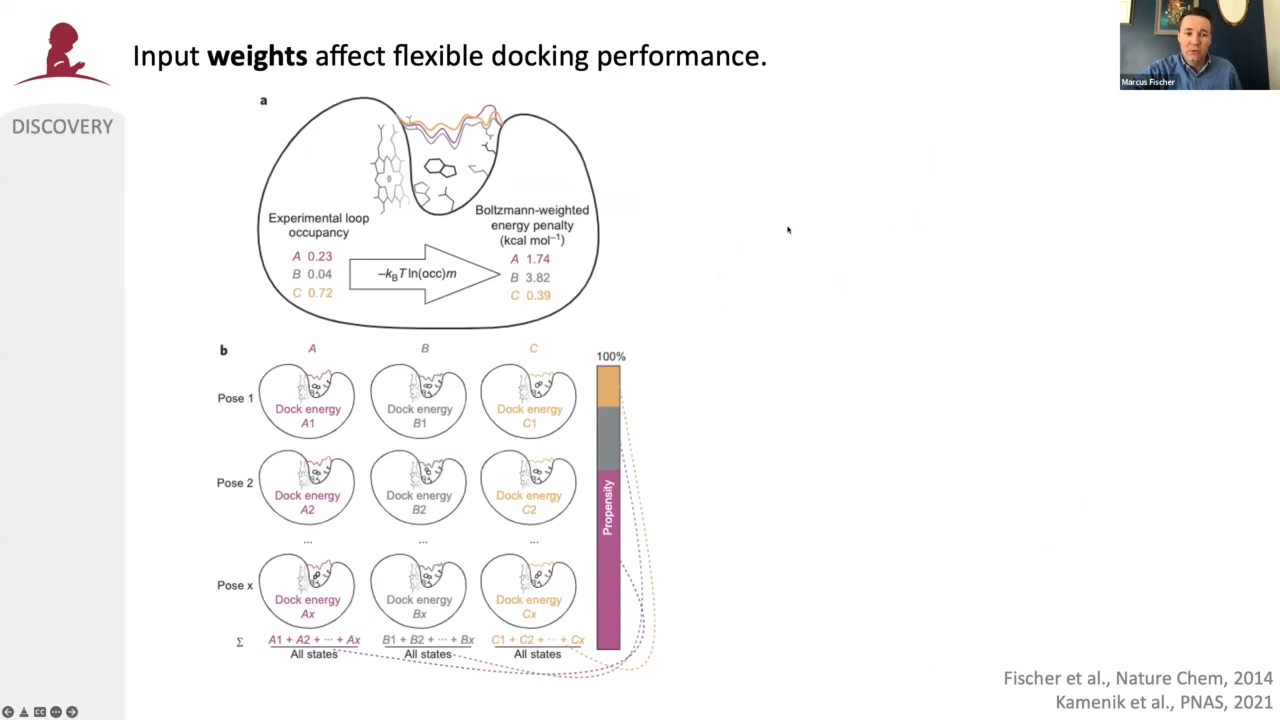 Input weights affect flexible docking performance.
Marcus Fischer
DISCOVERY
a
Experimental loop
occupancy
A 0.23
B 0.04
C 0.72
–kBT ln(occ)m
Boltzmann-weighted
energy penalty
(kcal mol–1)
A 1.74
B 3.82
C 0.39
b
A B C
100%
Pose 1
Dock energy
A1
Dock energy
B1
Dock energy
C1
Pose 2
Dock energy
A2
Dock energy
B2
Dock energy
C2
... ... ...
Pose x
Dock energy
Ax
Dock energy
Bx
Dock energy
Cx
Propensity
Σ
A1 + A2 + ··· + Ax
All states
B1 + B2 + ··· + Bx
All states
C1 + C2 + ··· + Cx
All states
Fischer et al., Nature Chem, 2014
Kamenik et al., PNAS, 2021
CC